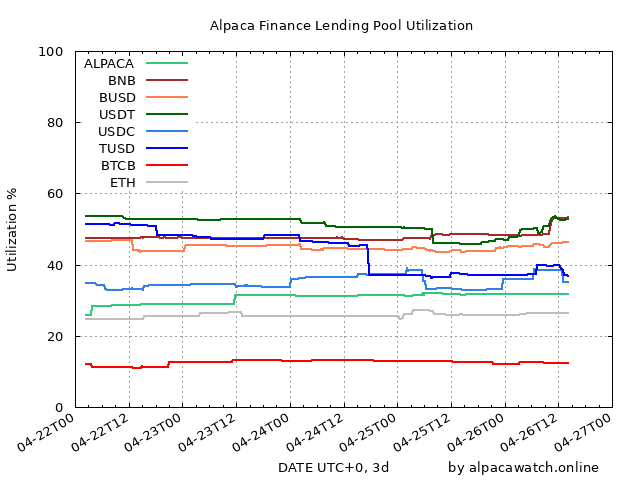 Alpaca Finance Lending Pool Utilization
100
80
60
40
20
0
Utilization %
ALPACA
BNB
BUSD
USDT
USDC
TUSD
BTCB
ETH
04-22T00
04-22T12
04-23T00
04-23T12
04-24T00
04-24T12
04-25T00
04-25T12
04-26T00
04-26T12
04-27T00
DATE UTC+0, 3d
by alpacawatch.online